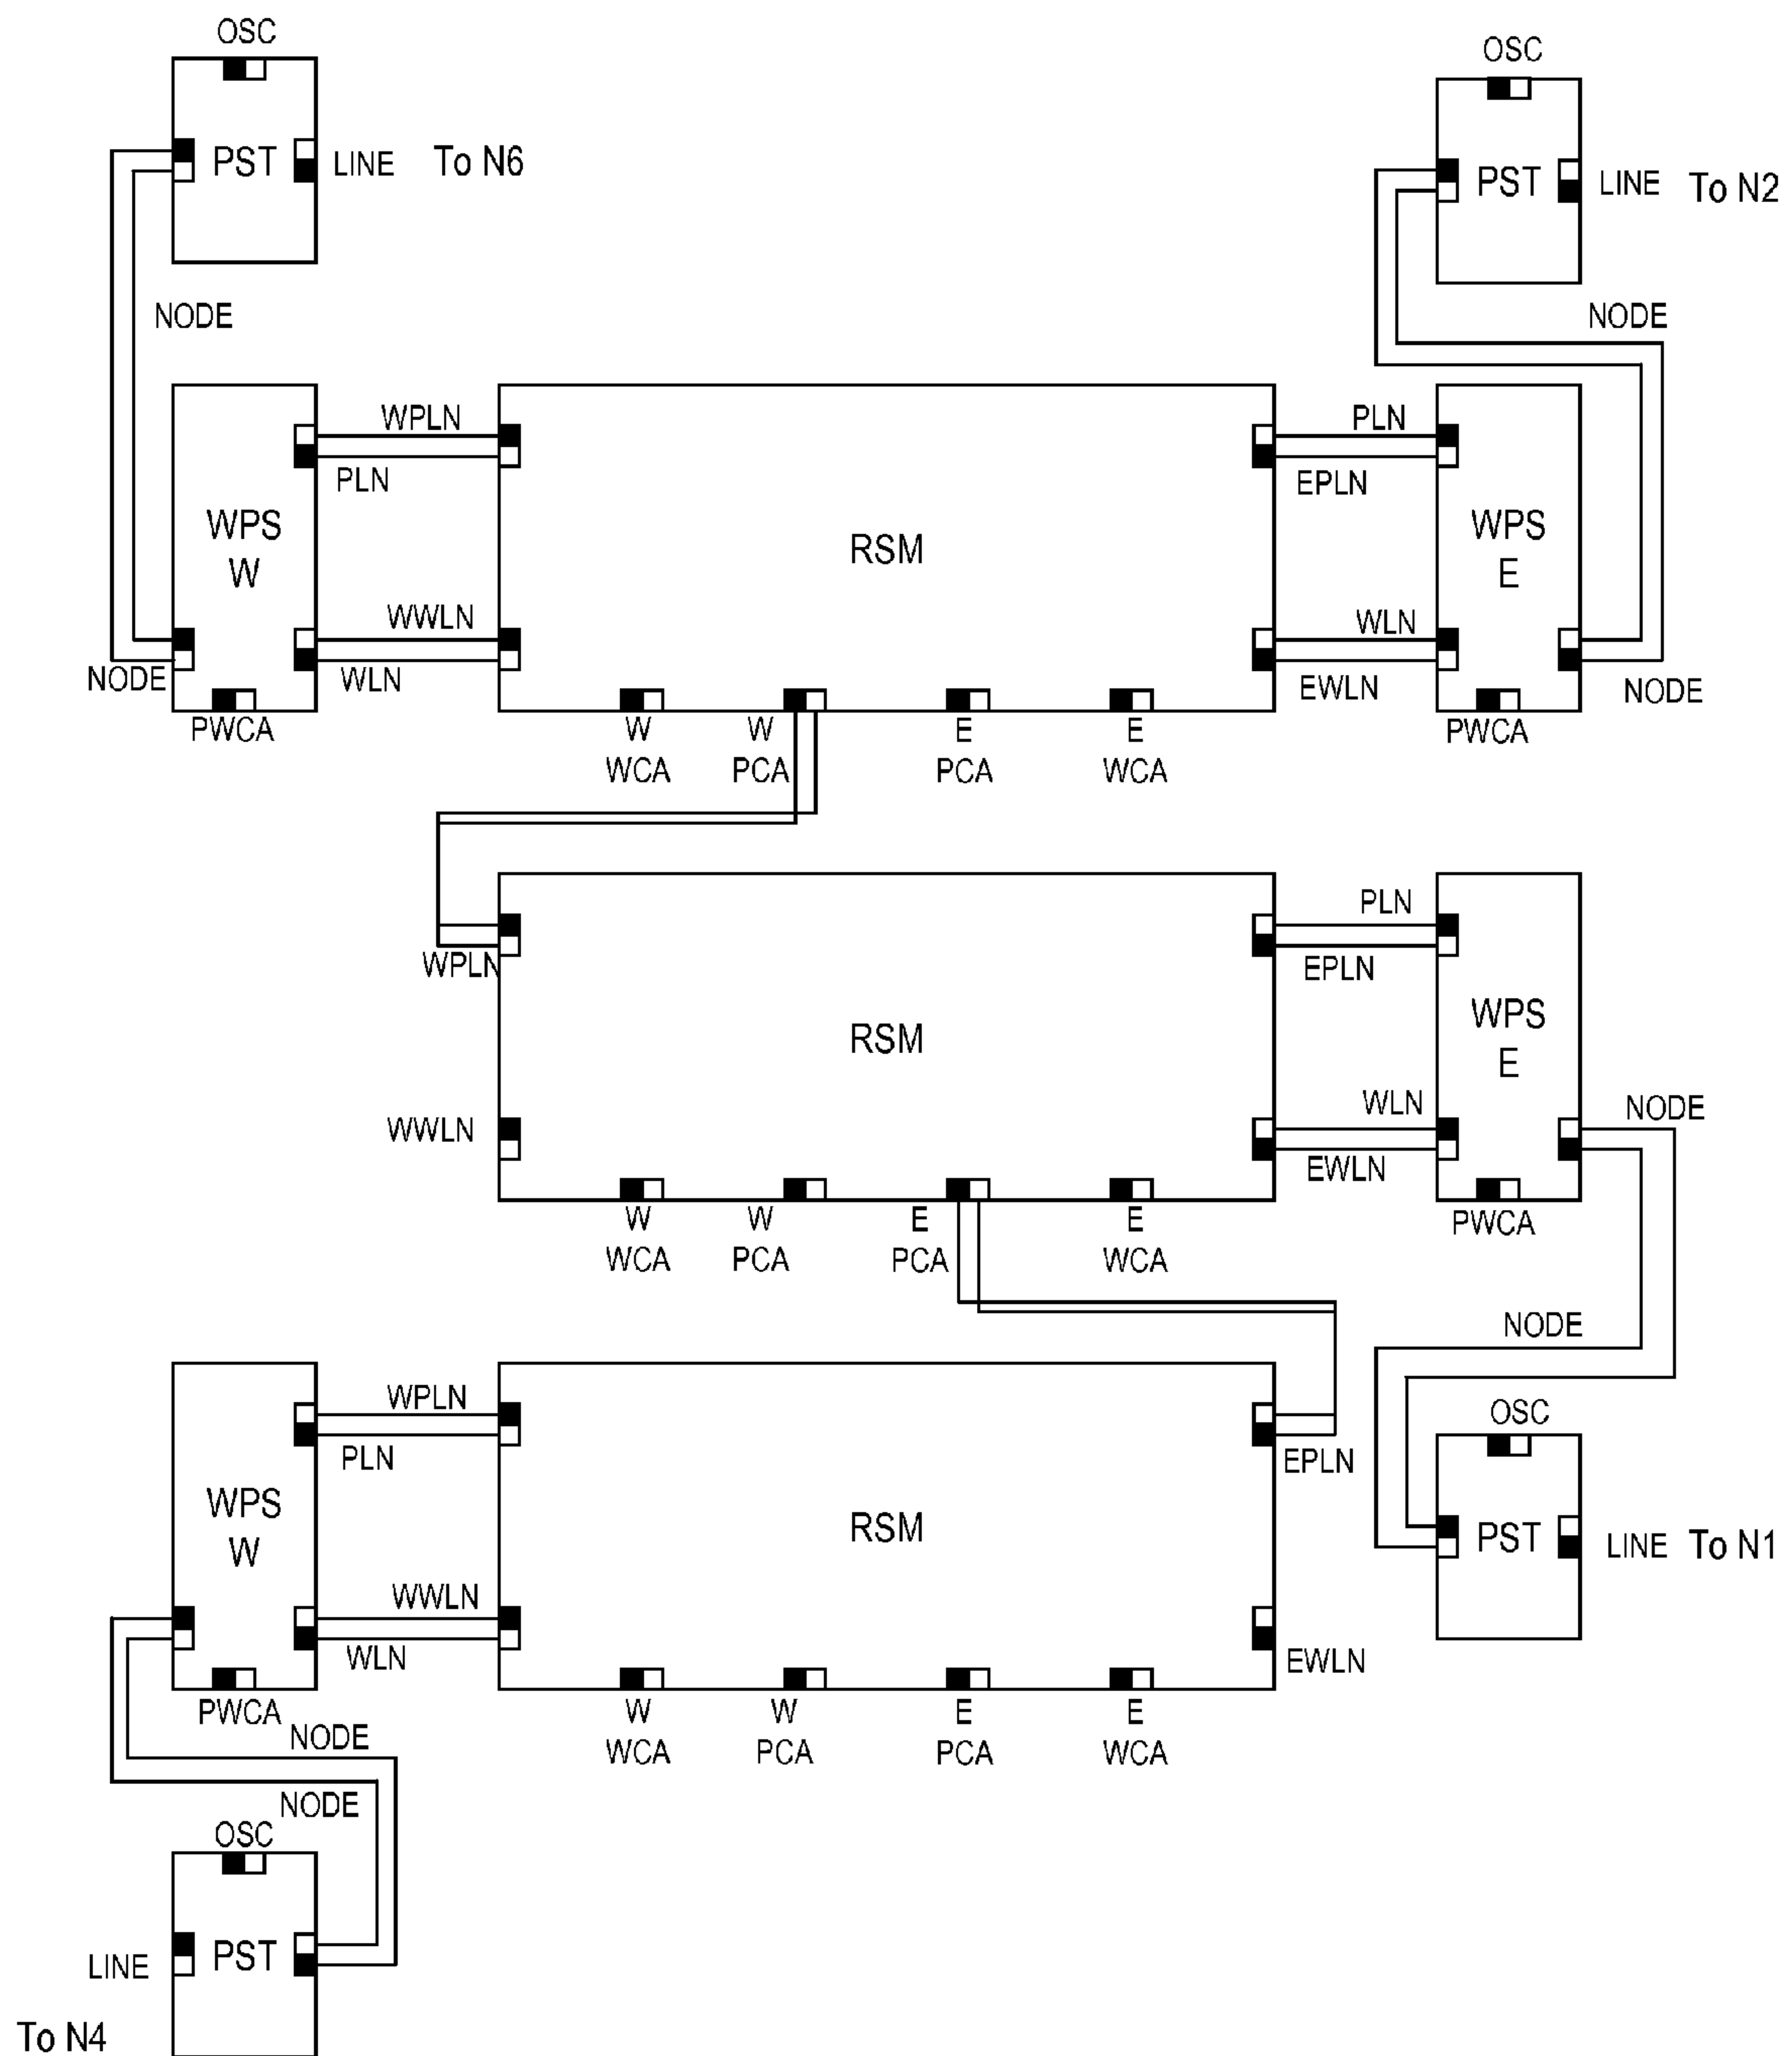 OSC
OSC
PST
LINE
To N6
PST
LINE
To N2
NODE
NODE
WPLN
PLN
PLN
EPLN
WPS
W
RSM
WPS
E
WWLN
WLN
WLN
EWLN
NODE
NODE
PWCA
W
WCA
W
PCA
E
PCA
E
WCA
PWCA
PLN
WPLN
EPLN
RSM
WPS
E
WWLN
WLN
EWLN
NODE
W
WCA
W
PCA
E
PCA
E
WCA
PWCA
NODE
WPLN
PLN
EPLN
OSC
WPS
W
RSM
PST
LINE
To N1
WWLN
WLN
EWLN
PWCA
W
WCA
W
PCA
E
PCA
E
WCA
NODE
NODE
OSC
LINE
PST
To N4